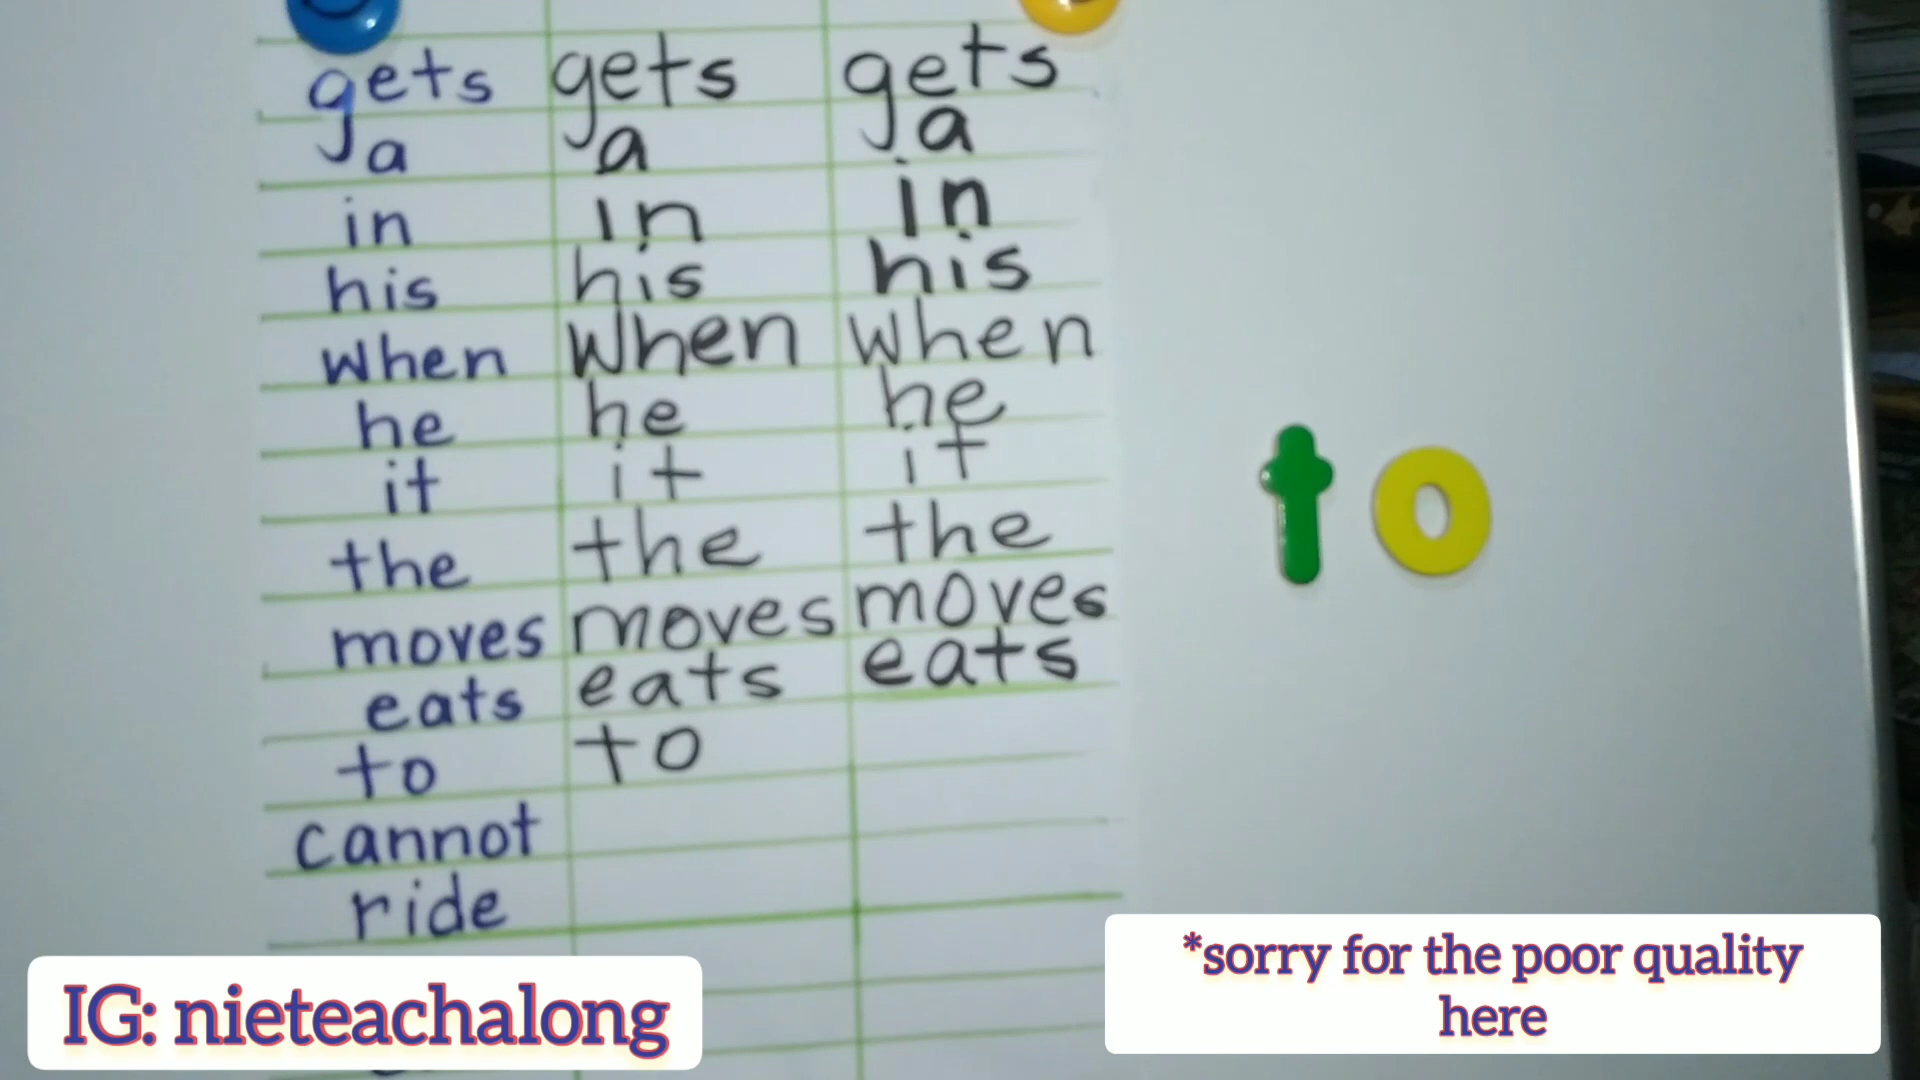 gets gets gets
a a a
in in in
his his his
when when when
he he he
it it it
the the the
moves moves moves
eats eats eats
to to
cannot
ride
to
IG: nieteachalong
*sorry for the poor quality
here